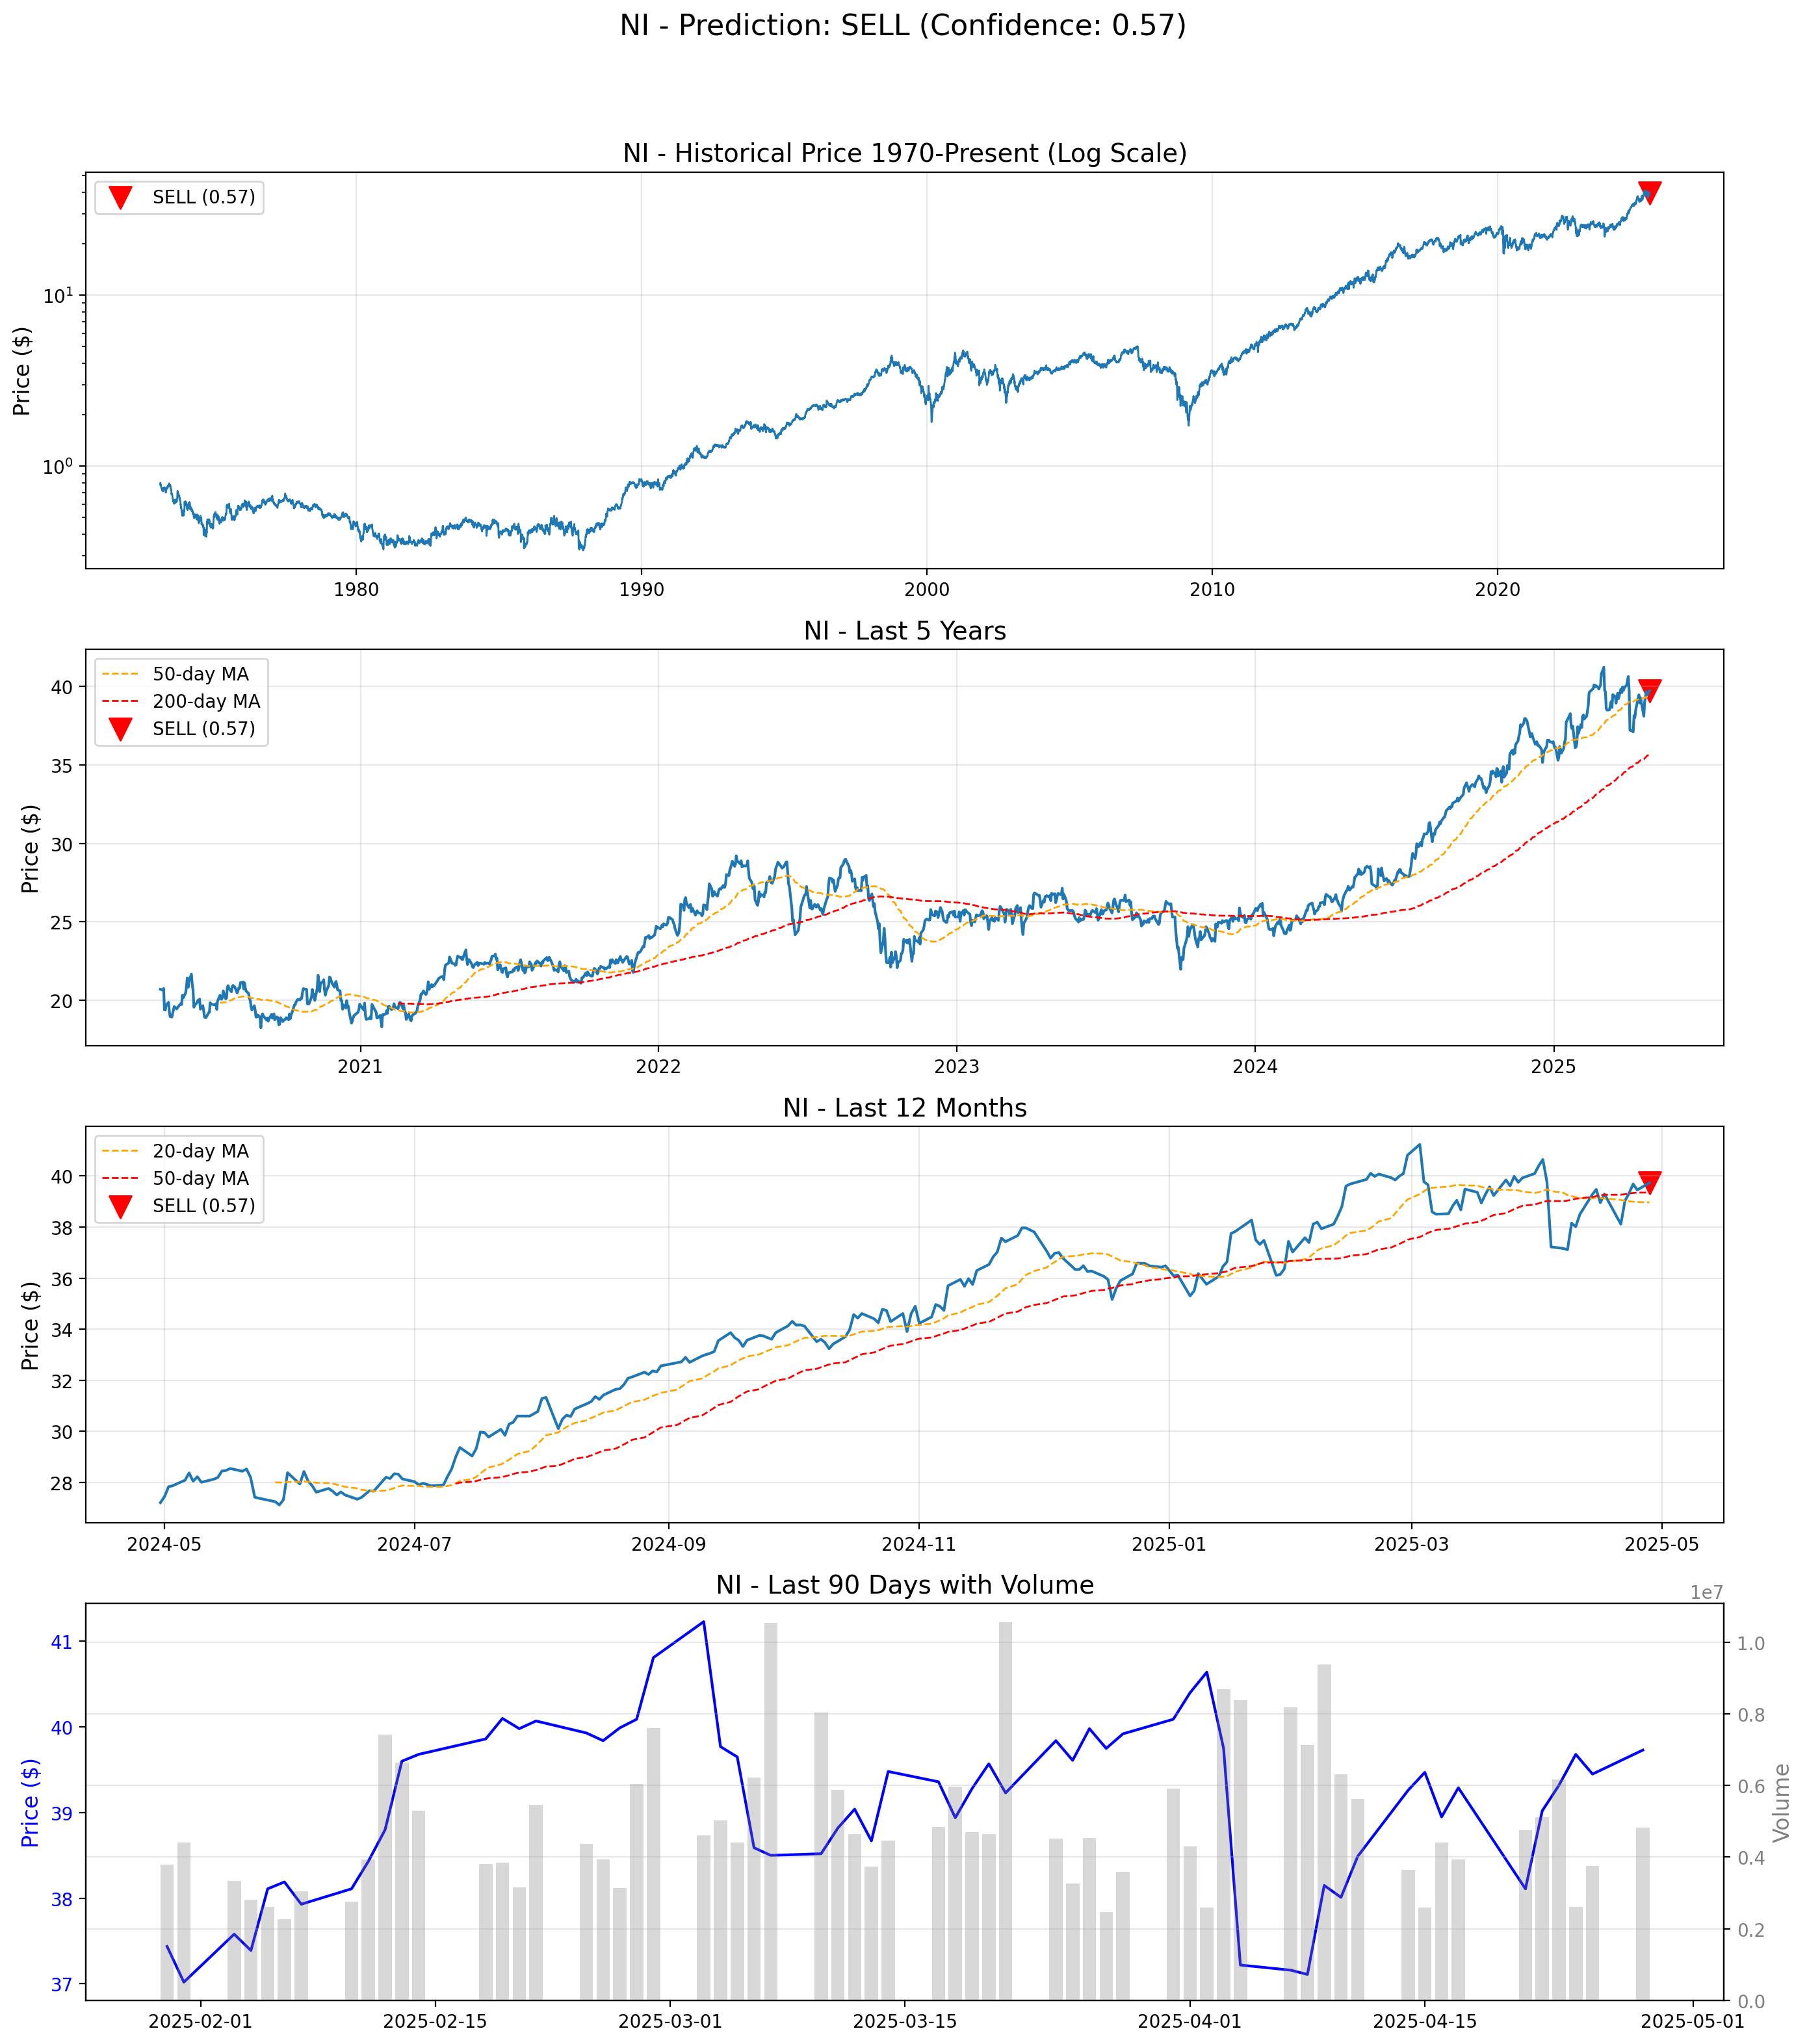 NI - Prediction: SELL (Confidence: 0.57)
NI - Historical Price 1970-Present (Log Scale)
SELL (0.57)
Price ($)
10¹
10⁰
1980 1990 2000 2010 2020
NI - Last 5 Years
50-day MA
200-day MA
SELL (0.57)
Price ($)
40
35
30
25
20
2021 2022 2023 2024 2025
NI - Last 12 Months
20-day MA
50-day MA
SELL (0.57)
Price ($)
40
38
36
34
32
30
28
2024-05 2024-07 2024-09 2024-11 2025-01 2025-03 2025-05
NI - Last 90 Days with Volume
1e7
Price ($)
41
40
39
38
37
1.0
0.8
0.6
0.4
0.2
0.0
Volume
2025-02-01 2025-02-15 2025-03-01 2025-03-15 2025-04-01 2025-04-15 2025-05-01